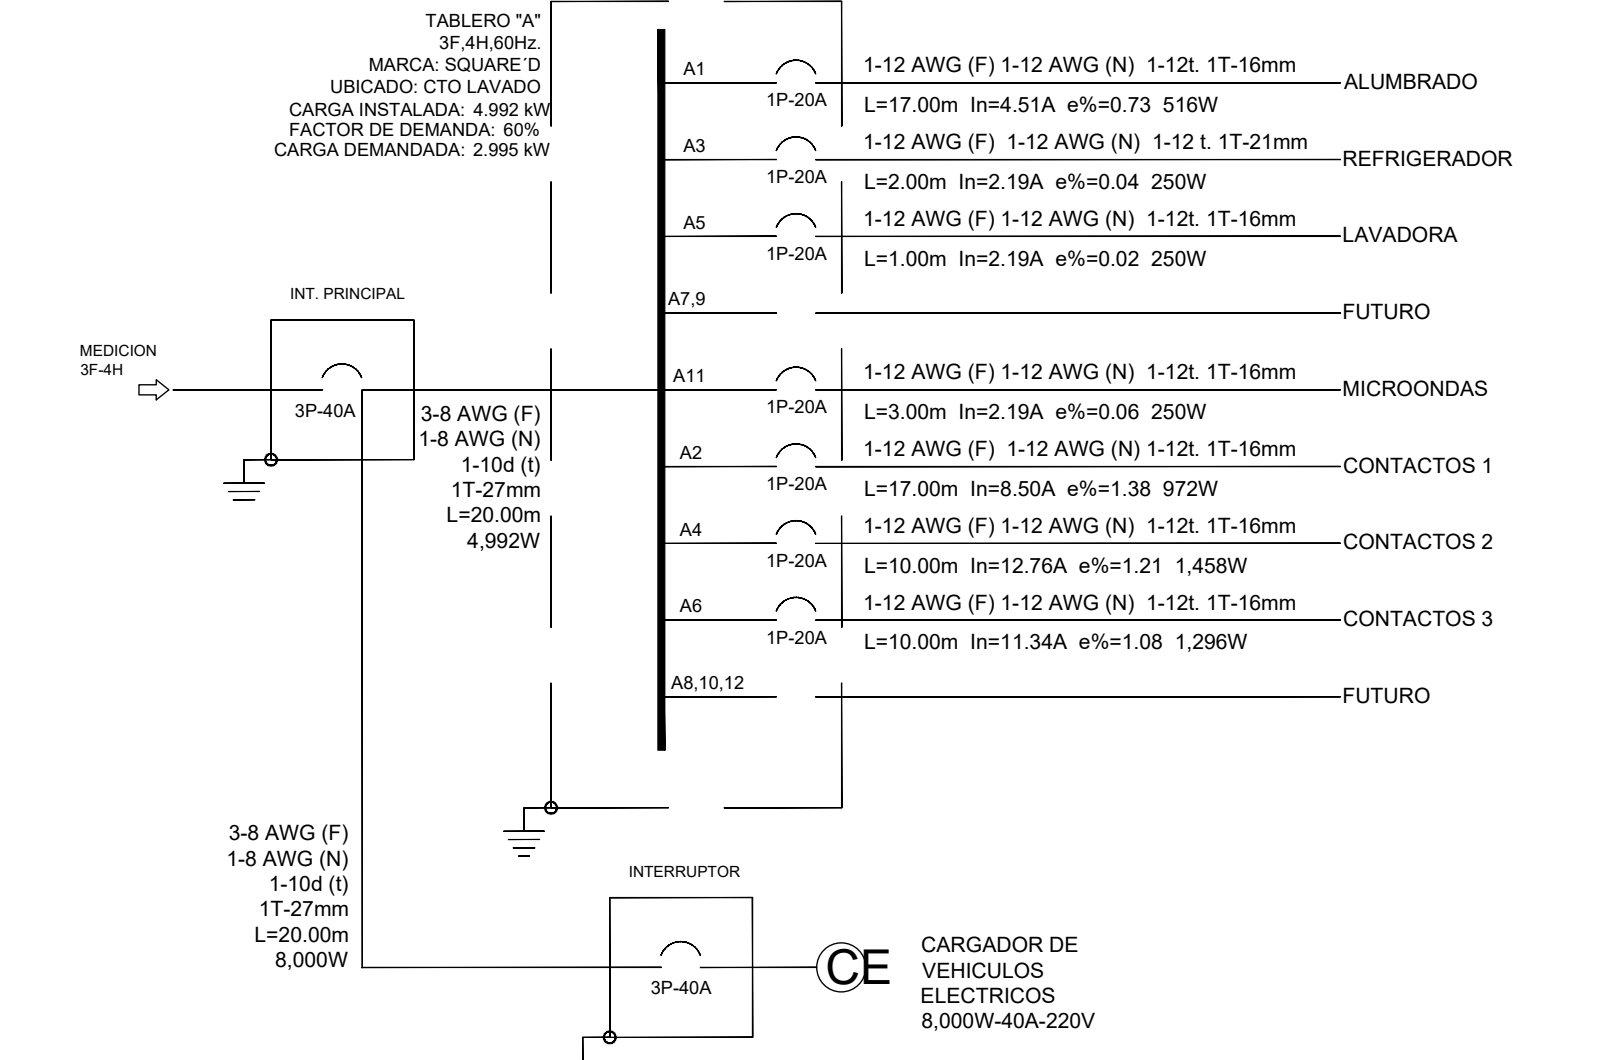 TABLERO "A"
3F,4H,60Hz.
MARCA: SQUARE´D
UBICADO: CTO LAVADO
CARGA INSTALADA: 4.992 kW
FACTOR DE DEMANDA: 60%
CARGA DEMANDADA: 2.995 kW
A1
1P-20A
1-12 AWG (F) 1-12 AWG (N) 1-12t. 1T-16mm
L=17.00m In=4.51A e%=0.73 516W
ALUMBRADO
A3
1P-20A
1-12 AWG (F) 1-12 AWG (N) 1-12 t. 1T-21mm
L=2.00m In=2.19A e%=0.04 250W
REFRIGERADOR
A5
1P-20A
1-12 AWG (F) 1-12 AWG (N) 1-12t. 1T-16mm
L=1.00m In=2.19A e%=0.02 250W
LAVADORA
A7,9
FUTURO
INT. PRINCIPAL
MEDICION
3F-4H
3P-40A
3-8 AWG (F)
1-8 AWG (N)
1-10d (t)
1T-27mm
L=20.00m
4,992W
A11
1P-20A
1-12 AWG (F) 1-12 AWG (N) 1-12t. 1T-16mm
L=3.00m In=2.19A e%=0.06 250W
MICROONDAS
A2
1P-20A
1-12 AWG (F) 1-12 AWG (N) 1-12t. 1T-16mm
L=17.00m In=8.50A e%=1.38 972W
CONTACTOS 1
A4
1P-20A
1-12 AWG (F) 1-12 AWG (N) 1-12t. 1T-16mm
L=10.00m In=12.76A e%=1.21 1,458W
CONTACTOS 2
A6
1P-20A
1-12 AWG (F) 1-12 AWG (N) 1-12t. 1T-16mm
L=10.00m In=11.34A e%=1.08 1,296W
CONTACTOS 3
A8,10,12
FUTURO
3-8 AWG (F)
1-8 AWG (N)
1-10d (t)
1T-27mm
L=20.00m
8,000W
INTERRUPTOR
3P-40A
CE
CARGADOR DE
VEHICULOS
ELECTRICOS
8,000W-40A-220V